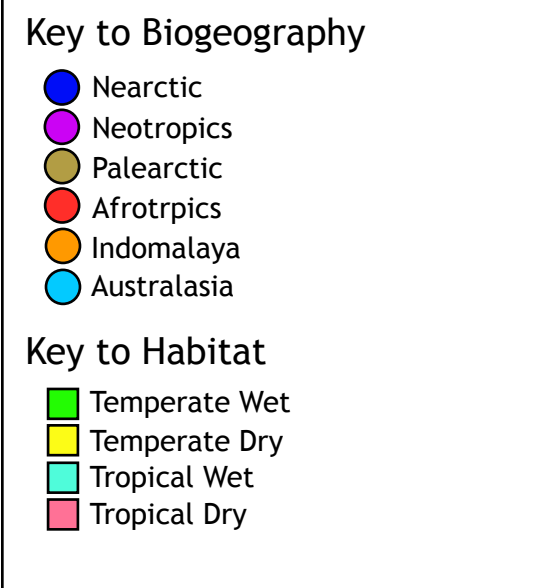 Key to Biogeography
Nearctic
Neotropics
Palearctic
Afrotrpics
Indomalaya
Australasia
Key to Habitat
Temperate Wet
Temperate Dry
Tropical Wet
Tropical Dry